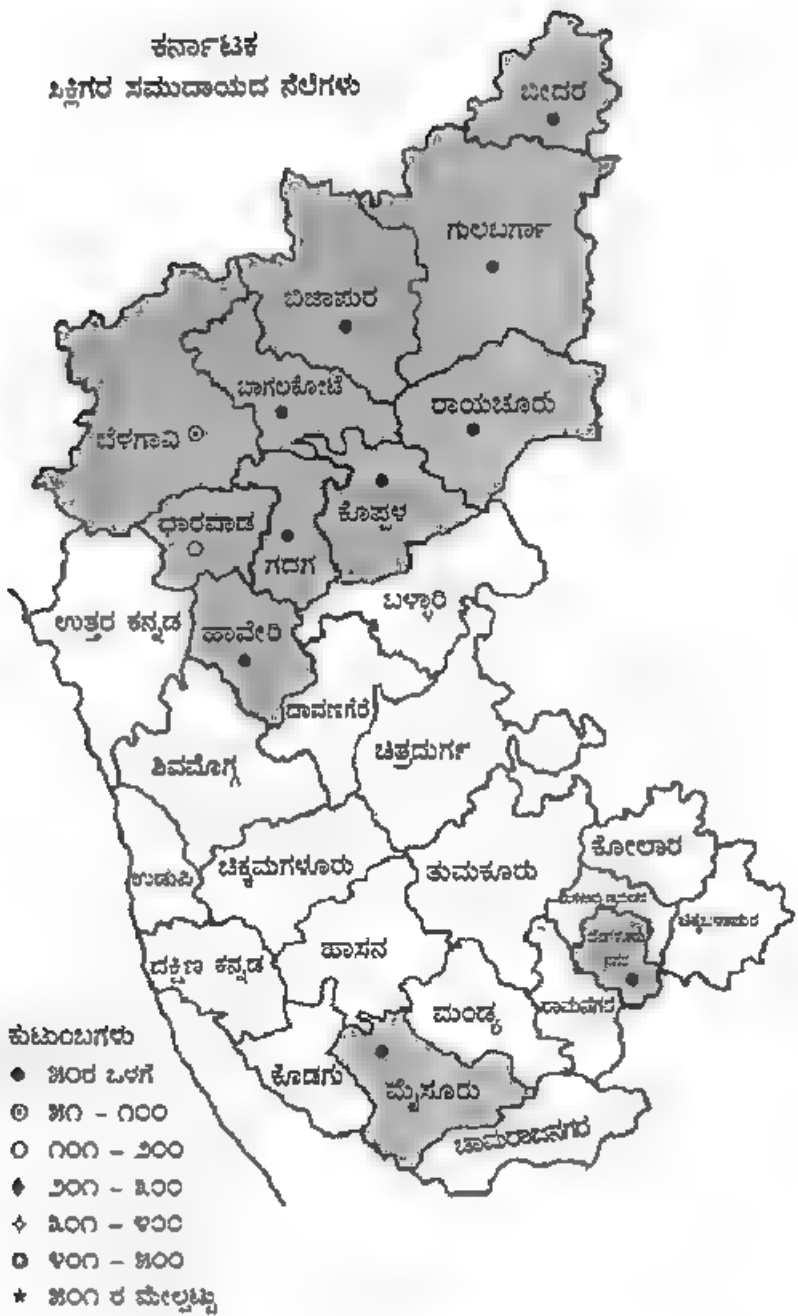 ಕರ್ನಾಟಕ
ಸಿಕ್ಲಿಗರ ಸಮುದಾಯದ ನೆಲೆಗಳು
ಬೀದರ
ಗುಲಬರ್ಗಾ
ಬಿಜಾಪುರ
ಬಾಗಲಕೋಟೆ
ರಾಯಚೂರು
ಬೆಳಗಾವಿ
ಕೊಪ್ಪಳ
ಧಾರವಾಡ
ಗದಗ
ಬಳ್ಳಾರಿ
ಉತ್ತರ ಕನ್ನಡ
ಹಾವೇರಿ
ದಾವಣಗೆರೆ
ಚಿತ್ರದುರ್ಗ
ಶಿವಮೊಗ್ಗ
ಕೋಲಾರ
ಚಿಕ್ಕಮಗಳೂರು
ತುಮಕೂರು
ಉಡುಪಿ
ಚಿಕ್ಕಬಳಾಪುರ
ಹಾಸನ
ದಕ್ಷಿಣ ಕನ್ನಡ
ರಾಮನಗರ
ಮಂಡ್ಯ
ಕೊಡಗು
ಮೈಸೂರು
ಚಾಮರಾಜನಗರ
ಕುಟುಂಬಗಳು
೫೦ರ ಒಳಗೆ
೫೧ - ೧೦೦
೧೦೧ - ೨೦೦
೨೦೧ - ೩೦೦
೩೦೧ - ೪೦೦
೪೦೧ - ೫೦೦
೫೦೧ ರ ಮೇಲ್ಪಟ್ಟು